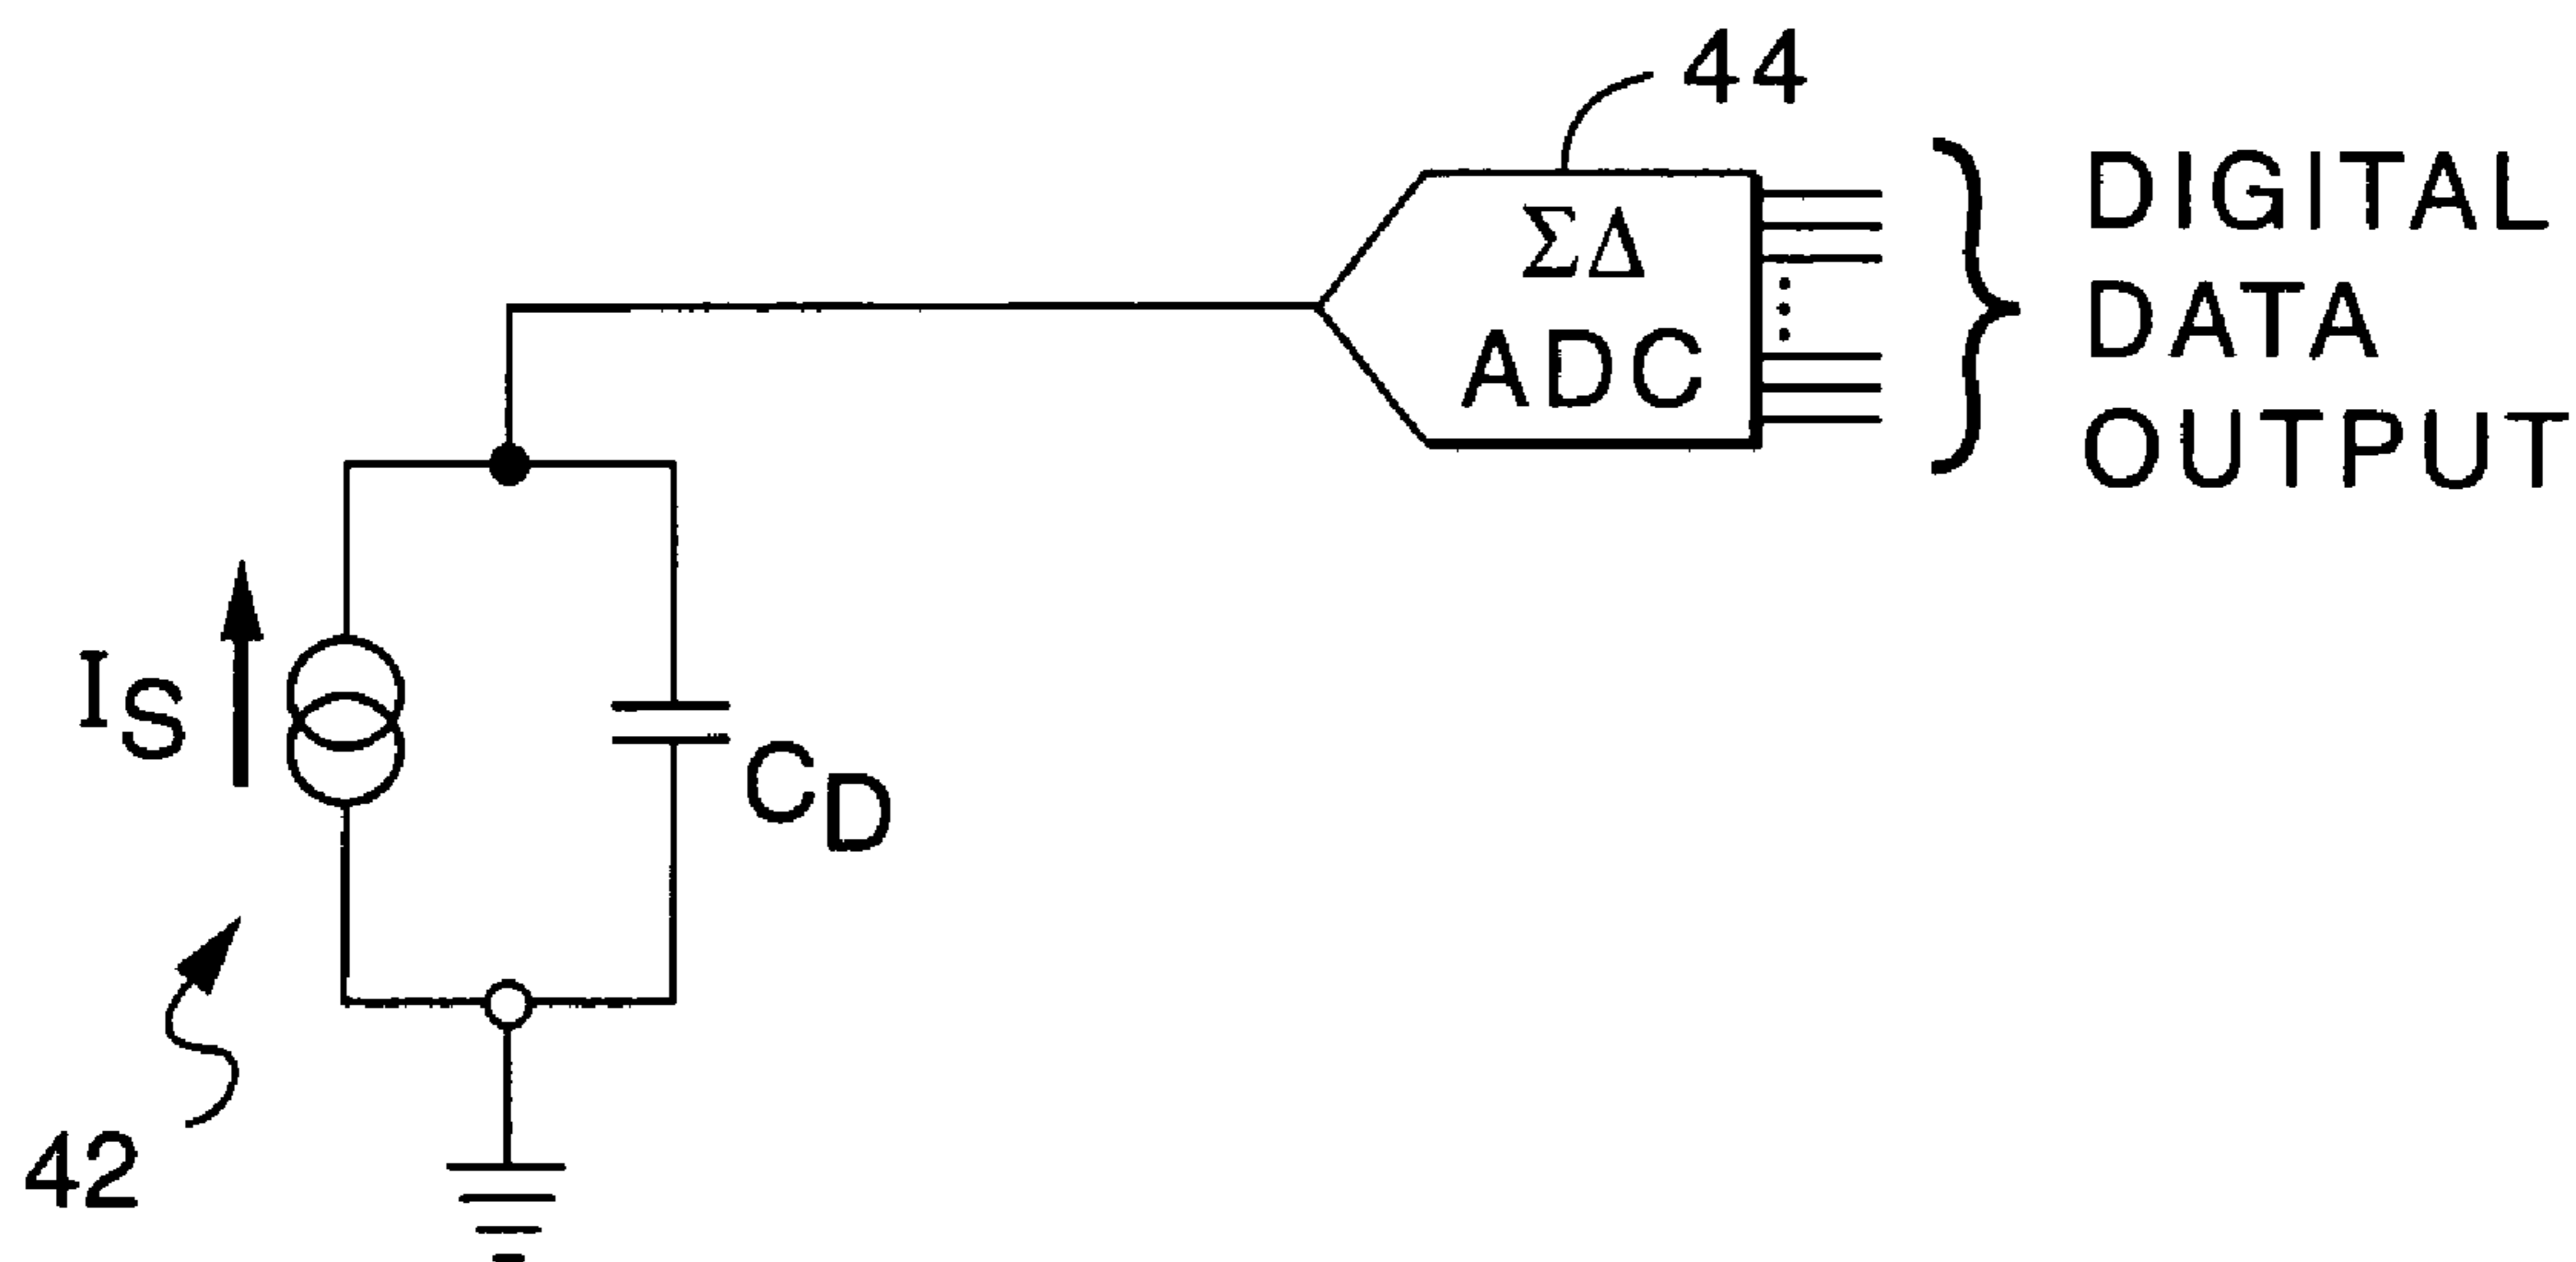 44
ΣΔ
ADC
DIGITAL
DATA
OUTPUT
IS
CD
42